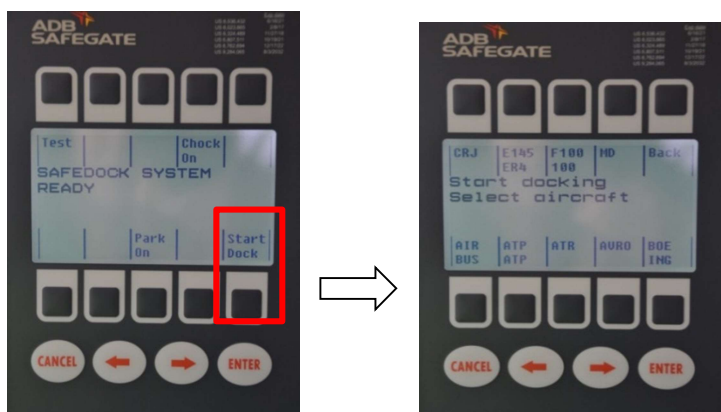 ADB
SAFEGATE
Test
Chock
On
SAFEDOCK SYSTEM
READY
Park
On
Start
Dock
CANCEL
ENTER
ADB
SAFEGATE
CRJ
E145
ER4
F100
100
MD
Back
Start docking
Select aircraft
AIR
BUS
ATP
ATP
ATR
AVRO
BOE
ING
CANCEL
ENTER